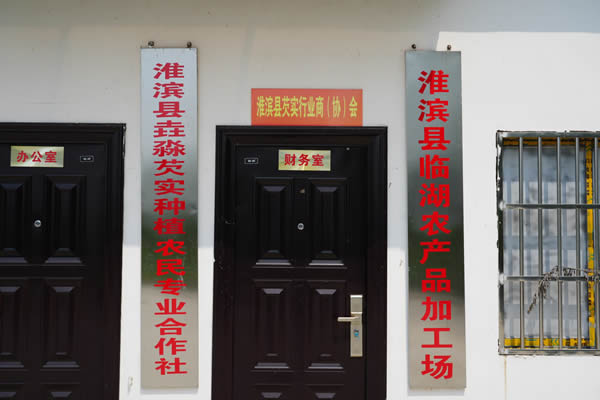 办公室
淮滨县垚淼芡实种植农民专业合作社
淮滨县芡实行业商（协）会
财务室
淮滨县临湖农产品加工场